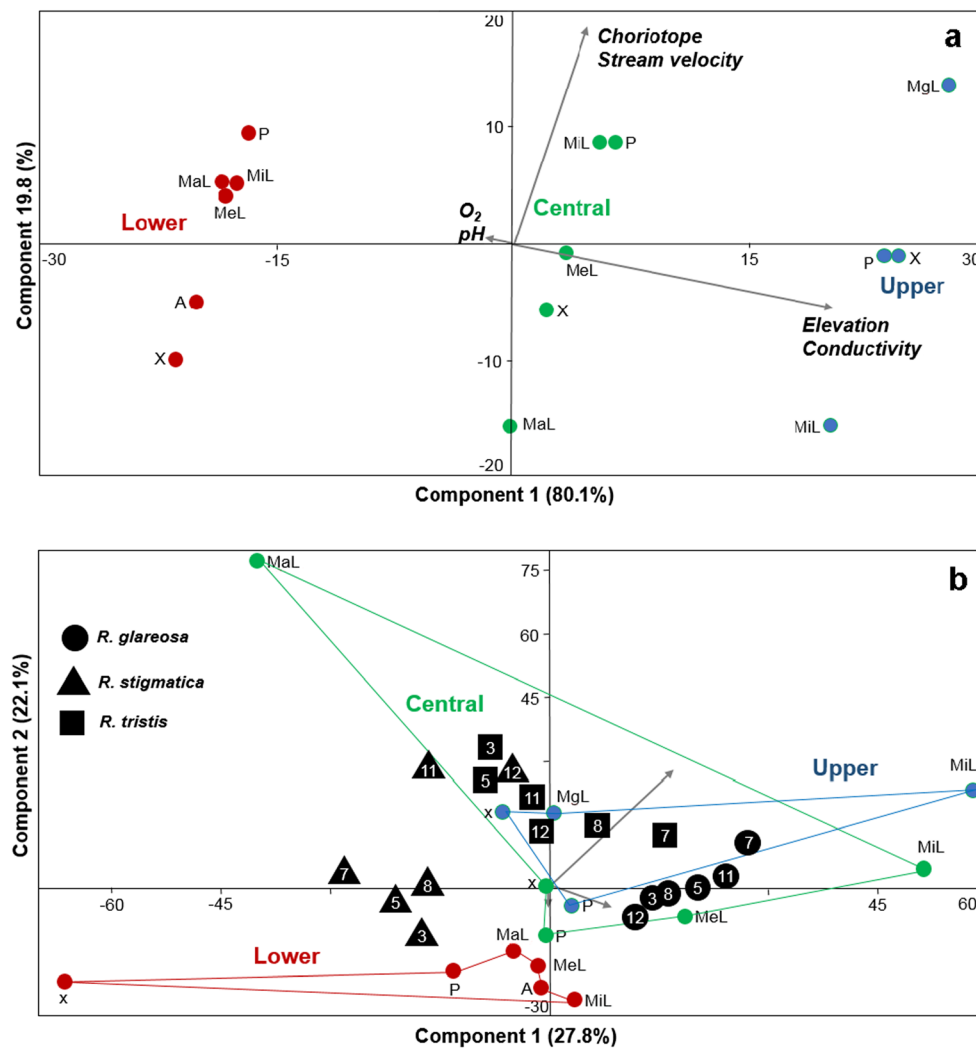 20
a
Choriotope
Stream velocity
MgL
P
10
MiL
P
MaL
MiL
MeL
Lower
O2
pH
Central
-30
-15
15
30
MeL
P
X
Upper
A
X
Elevation
Conductivity
X
-10
MaL
MiL
-20
Component 19.8 (%)
Component 1 (80.1%)
MaL
75
b
R. glareosa
60
R. stigmatica
R. tristis
45
Central
3
11
12
Upper
5
MiL
11
x
MgL
12
8
7
7
MiL
7
8
x
11
5
8
3
-60
-45
5
P
45
60
12
MeL
3
P
MaL
Lower
MeL
x
P
A
-30
MiL
Component 2 (22.1%)
Component 1 (27.8%)